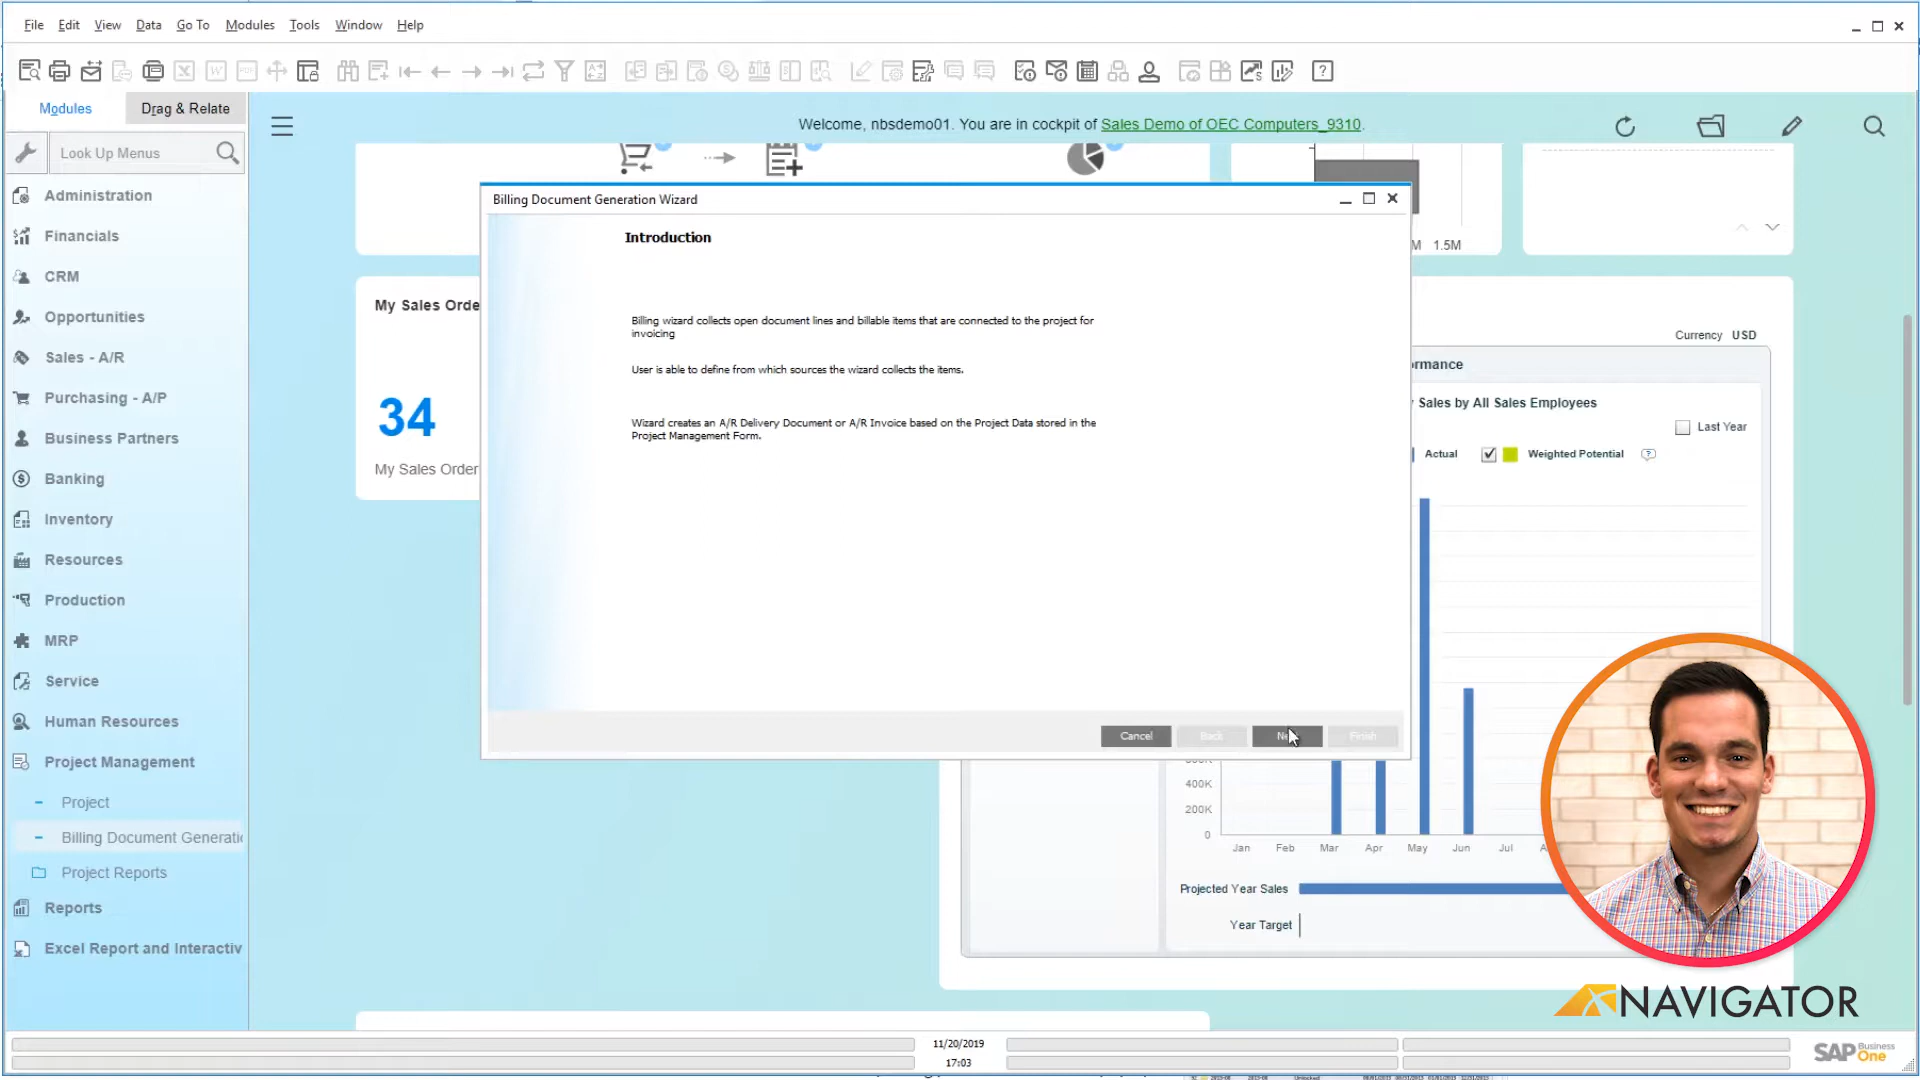 File Edit View Data Go To Modules Tools Window Help
Modules
Drag & Relate
Look Up Menus
Welcome, nbsdemo01. You are in cockpit of Sales Demo of OEC Computers_9310.
Administration
Financials
CRM
Opportunities
Sales - A/R
Purchasing - A/P
Business Partners
Banking
Inventory
Resources
Production
MRP
Service
Human Resources
Project Management
Project
Billing Document Generatio
Project Reports
Reports
Excel Report and Interactiv
My Sales Orde
34
My Sales Order
Billing Document Generation Wizard
Introduction
Billing wizard collects open document lines and billable items that are connected to the project for
invoicing
User is able to define from which sources the wizard collects the items.
Wizard creates an A/R Delivery Document or A/R Invoice based on the Project Data stored in the
Project Management Form.
Cancel
Back
Finish
M 1.5M
Currency USD
ormance
Sales by All Sales Employees
Last Year
Actual
Weighted Potential
400K
200K
0
Jan Feb Mar Apr May Jun Jul A
Projected Year Sales
Year Target
NAVIGATOR
11/20/2019
17:03
SAP Business One